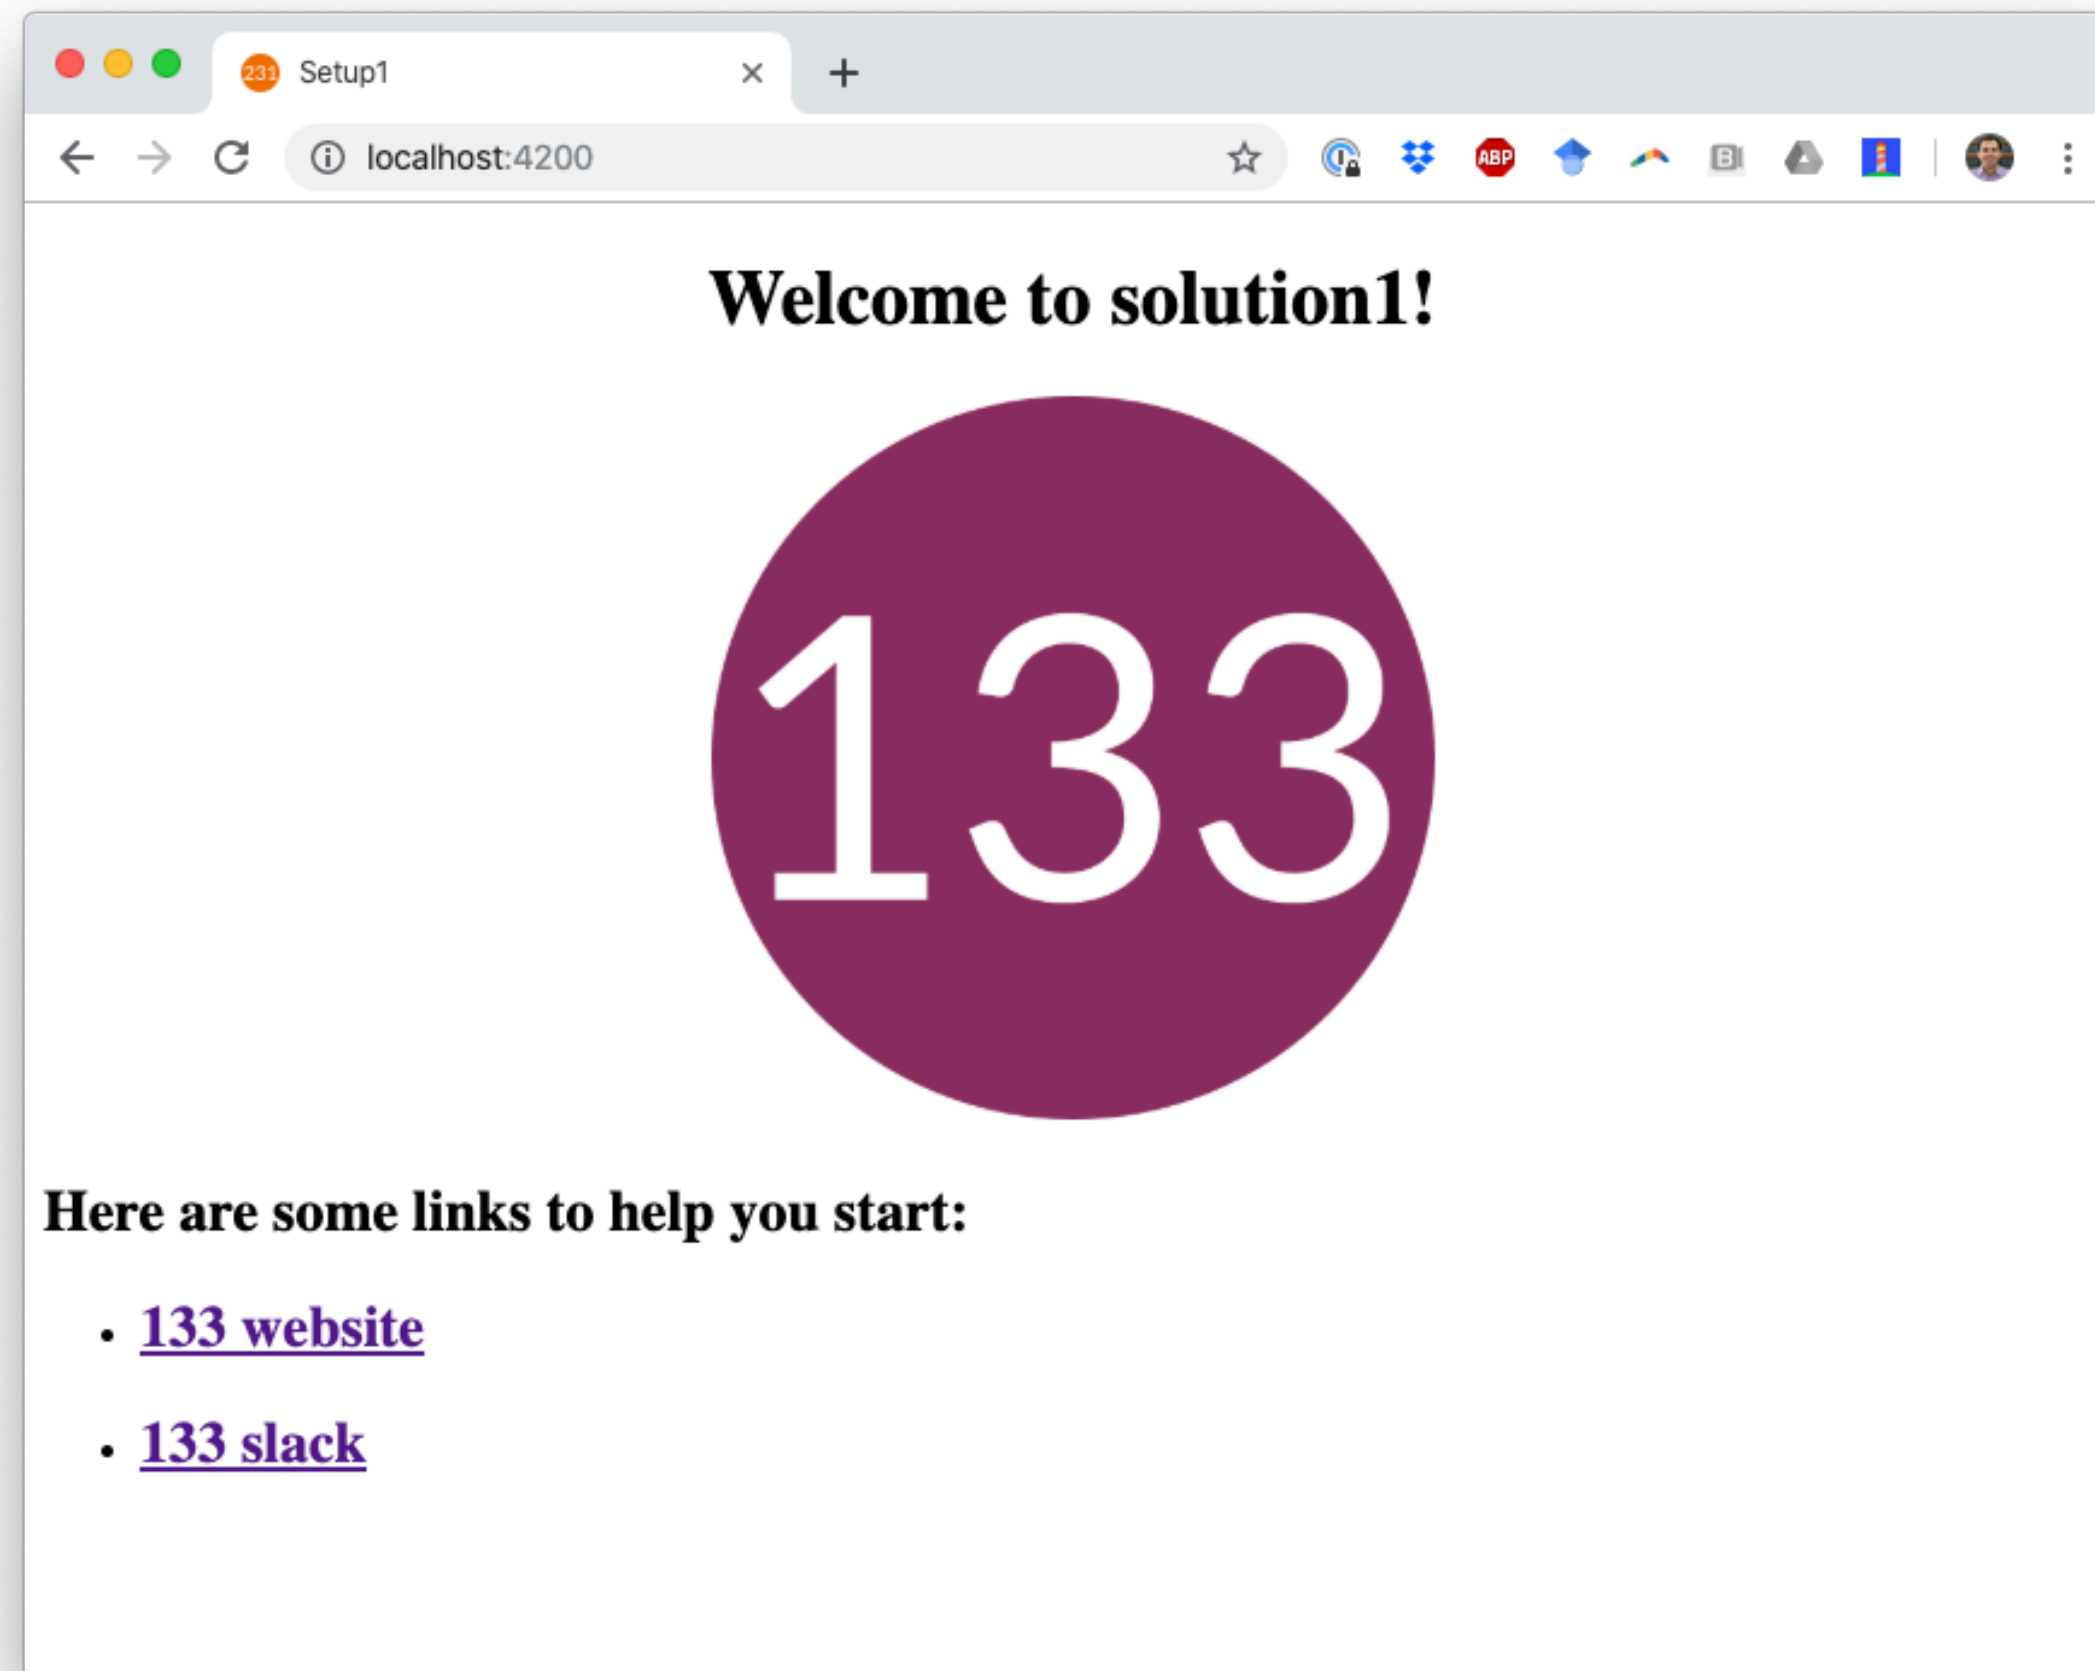 231 Setup1
localhost:4200
ABP
B
Welcome to solution1!
133
Here are some links to help you start:
133 website
133 slack